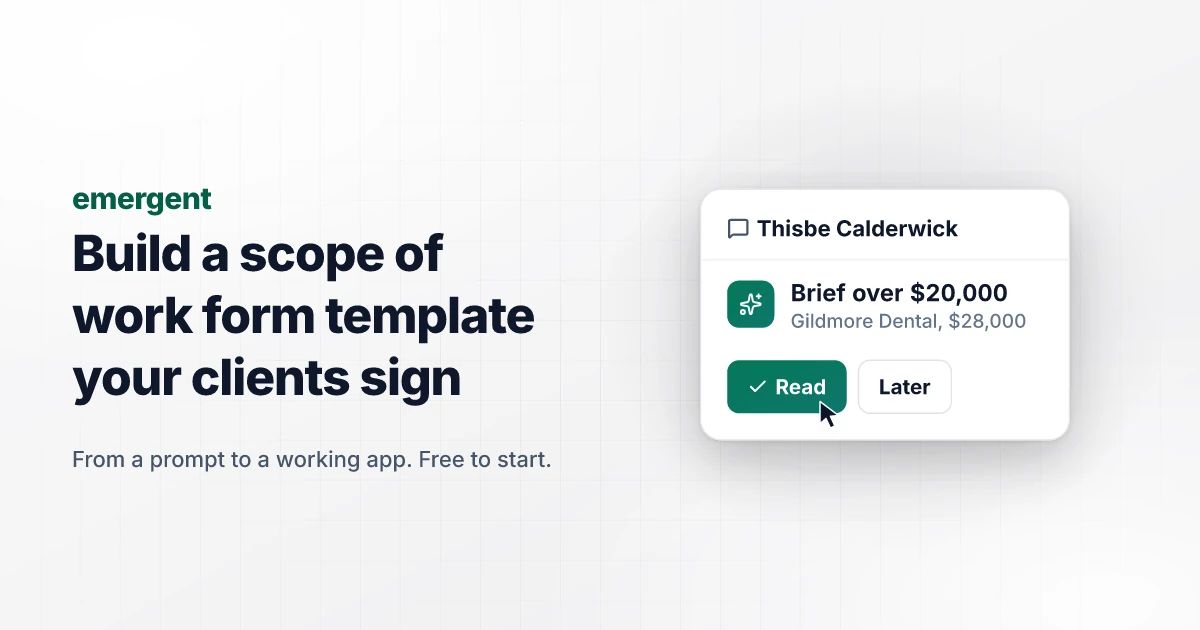 emergent
Build a scope of
work form template
your clients sign
From a prompt to a working app. Free to start.
Thisbe Calderwick
Brief over $20,000
Gildmore Dental, $28,000
Read
Later